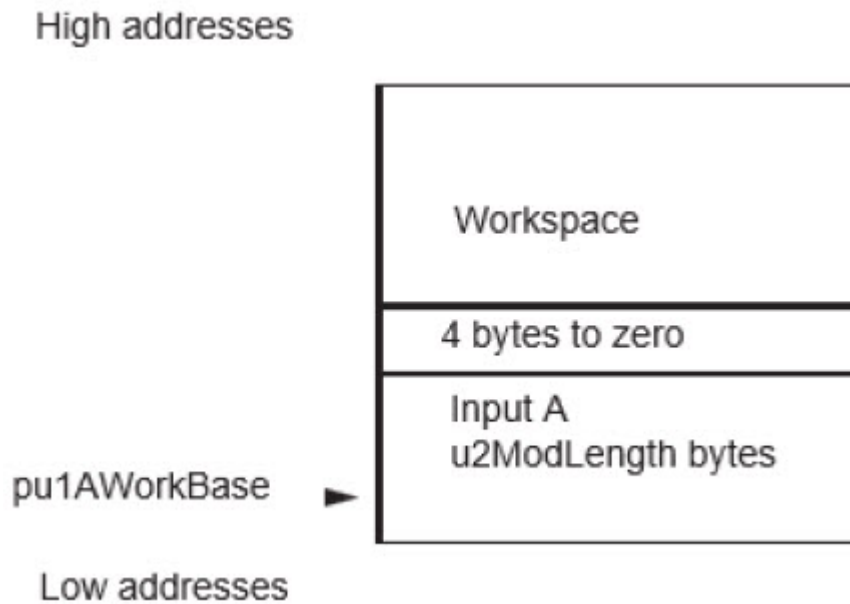 High addresses
Workspace
4 bytes to zero
Input A
u2ModLength bytes
pu1AWorkBase
Low addresses